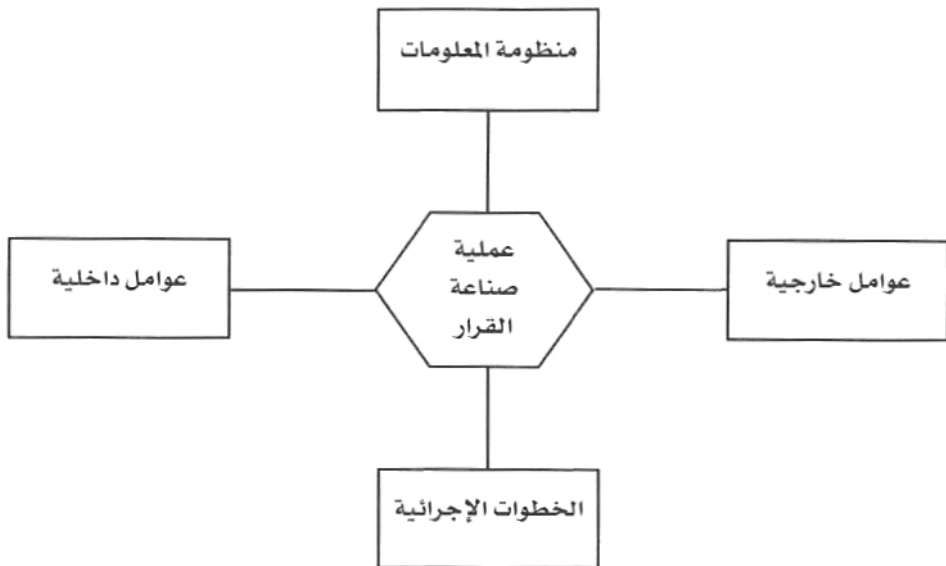 منظومة المعلومات
عوامل خارجية
عملية
صناعة
القرار
عوامل داخلية
الخطوات الإجرائية